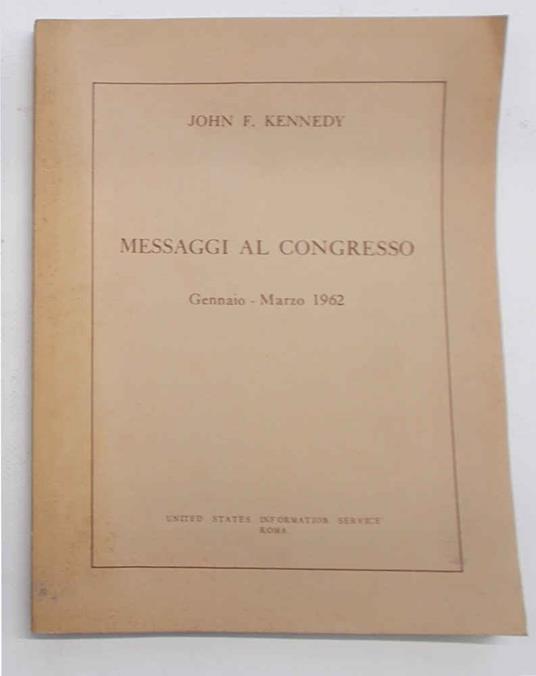 JOHN F. KENNEDY
MESSAGGI AL CONGRESSO
Gennaio - Marzo 1962
UNITED STATES INFORMATION SERVICE
ROMA